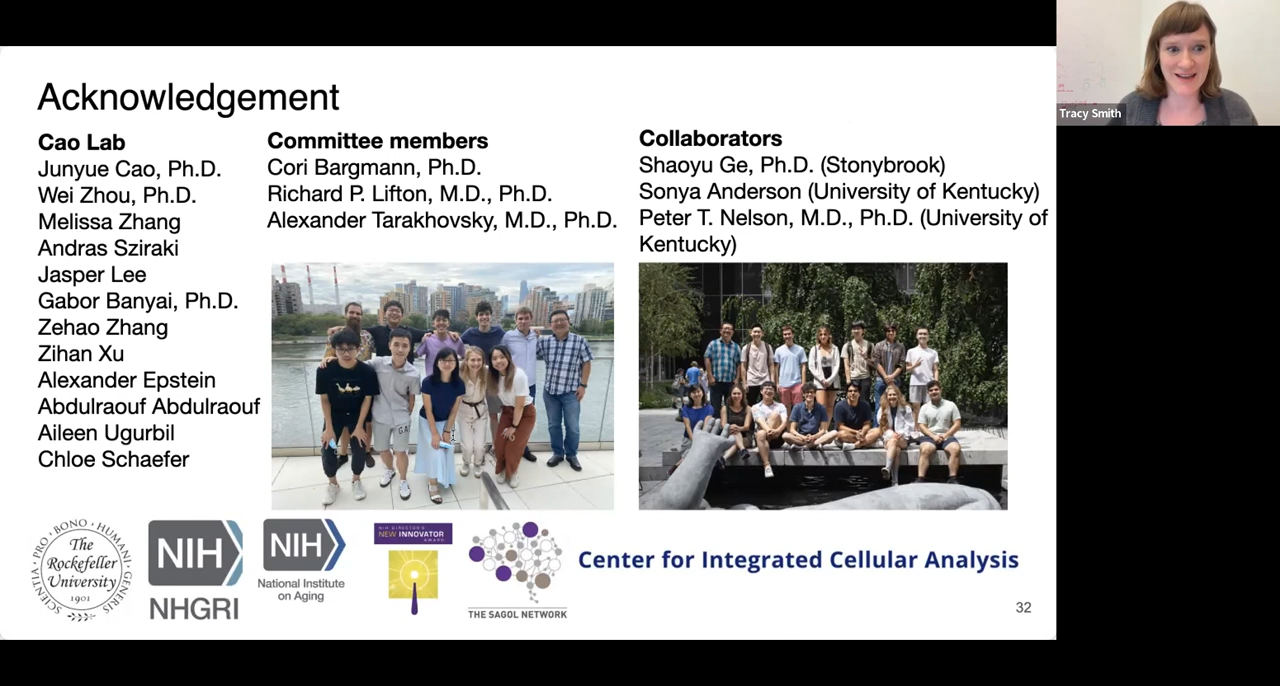 Acknowledgement
Cao Lab
Junyue Cao, Ph.D.
Wei Zhou, Ph.D.
Melissa Zhang
Andras Sziraki
Jasper Lee
Gabor Banyai, Ph.D.
Zehao Zhang
Zihan Xu
Alexander Epstein
Abdulraouf Abdulraouf
Aileen Ugurbil
Chloe Schaefer
Committee members
Cori Bargmann, Ph.D.
Richard P. Lifton, M.D., Ph.D.
Alexander Tarakhovsky, M.D., Ph.D.
Collaborators
Shaoyu Ge, Ph.D. (Stonybrook)
Sonya Anderson (University of Kentucky)
Peter T. Nelson, M.D., Ph.D. (University of
Kentucky)
Tracy Smith
SCIENTIA · PRO · BONO · HUMANI · GENERIS
The
Rockefeller
University
1901
NIH
NHGRI
NIH
National Institute
on Aging
NIH DIRECTOR'S
NEW INNOVATOR
AWARD
THE SAGOL NETWORK
Center for Integrated Cellular Analysis
32